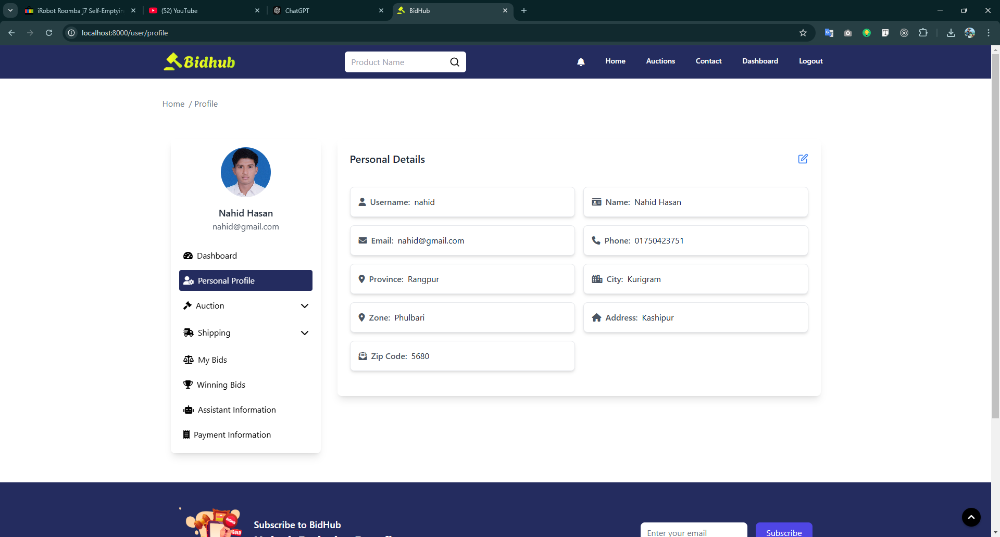 iRobot Roomba j7 Self-Emptyin
(52) YouTube
ChatGPT
BidHub
localhost:8000/user/profile
Bidhub
Product Name
Home
Auctions
Contact
Dashboard
Logout
Home / Profile
Nahid Hasan
nahid@gmail.com
Dashboard
Personal Profile
Auction
Shipping
My Bids
Winning Bids
Assistant Information
Payment Information
Personal Details
Username: nahid
Name: Nahid Hasan
Email: nahid@gmail.com
Phone: 01750423751
Province: Rangpur
City: Kurigram
Zone: Phulbari
Address: Kashipur
Zip Code: 5680
Subscribe to BidHub
Enter your email
Subscribe